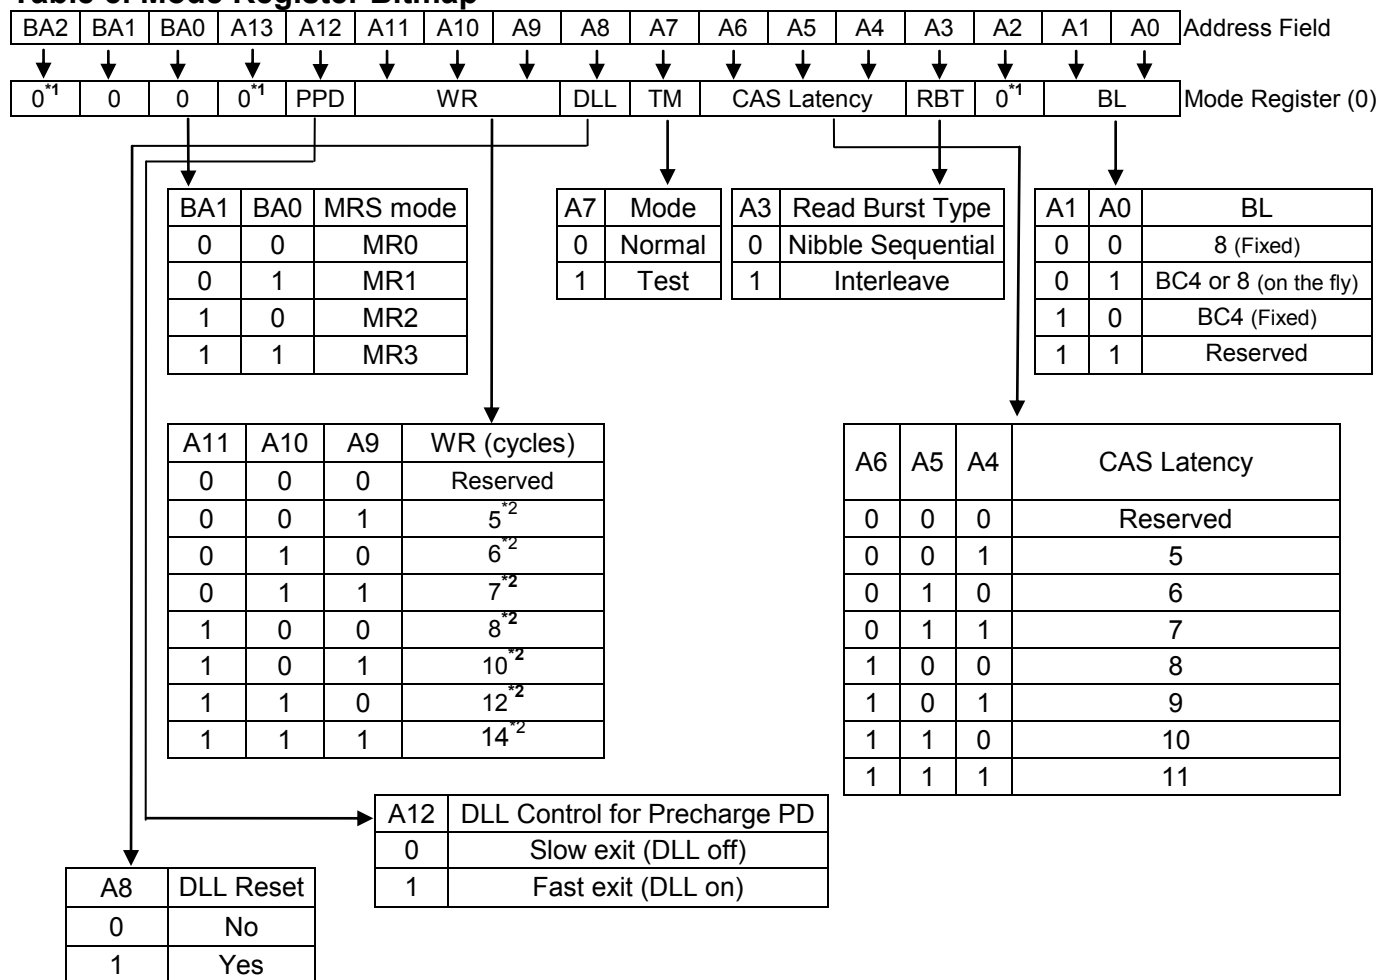 Table 5. Mode Register Bitmap
BA2 BA1 BA0 A13 A12 A11 A10 A9 A8 A7 A6 A5 A4 A3 A2 A1 A0 Address Field
0*1 0 0 0*1 PPD WR DLL TM CAS Latency RBT 0*1 BL Mode Register (0)
BA1 BA0 MRS mode
0 0 MR0
0 1 MR1
1 0 MR2
1 1 MR3
A7 Mode
0 Normal
1 Test
A3 Read Burst Type
0 Nibble Sequential
1 Interleave
A1 A0 BL
0 0 8 (Fixed)
0 1 BC4 or 8 (on the fly)
1 0 BC4 (Fixed)
1 1 Reserved
A11 A10 A9 WR (cycles)
0 0 0 Reserved
0 0 1 5*2
0 1 0 6*2
0 1 1 7*2
1 0 0 8*2
1 0 1 10*2
1 1 0 12*2
1 1 1 14*2
A6 A5 A4 CAS Latency
0 0 0 Reserved
0 0 1 5
0 1 0 6
0 1 1 7
1 0 0 8
1 0 1 9
1 1 0 10
1 1 1 11
A12 DLL Control for Precharge PD
0 Slow exit (DLL off)
1 Fast exit (DLL on)
A8 DLL Reset
0 No
1 Yes